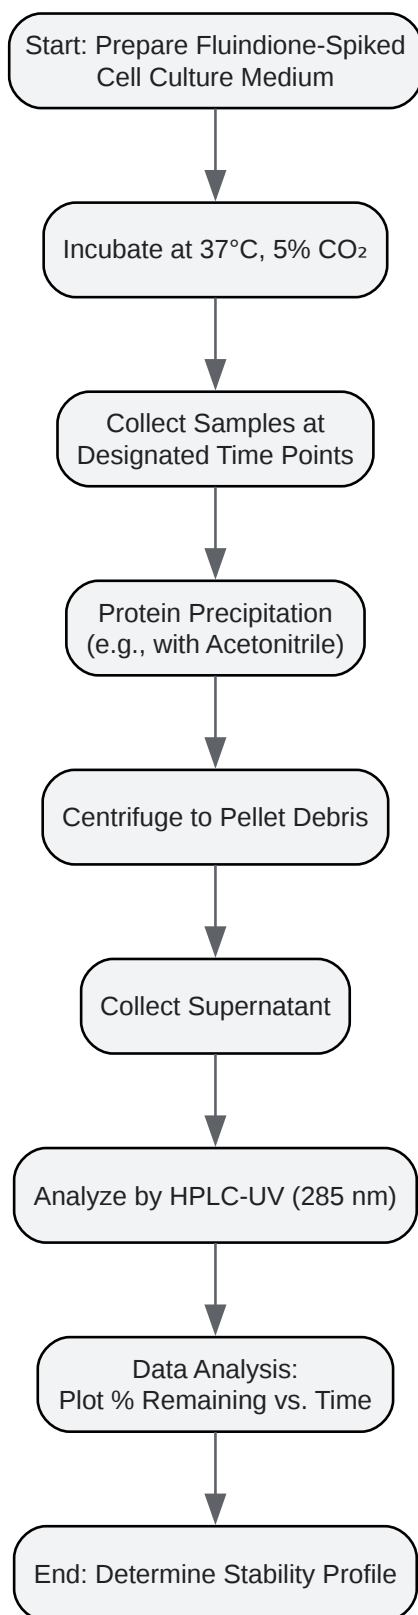 Start: Prepare Fluindione-Spiked
Cell Culture Medium
Incubate at 37°C, 5% CO₂
Collect Samples at
Designated Time Points
Protein Precipitation
(e.g., with Acetonitrile)
Centrifuge to Pellet Debris
Collect Supernatant
Analyze by HPLC-UV (285 nm)
Data Analysis:
Plot % Remaining vs. Time
End: Determine Stability Profile